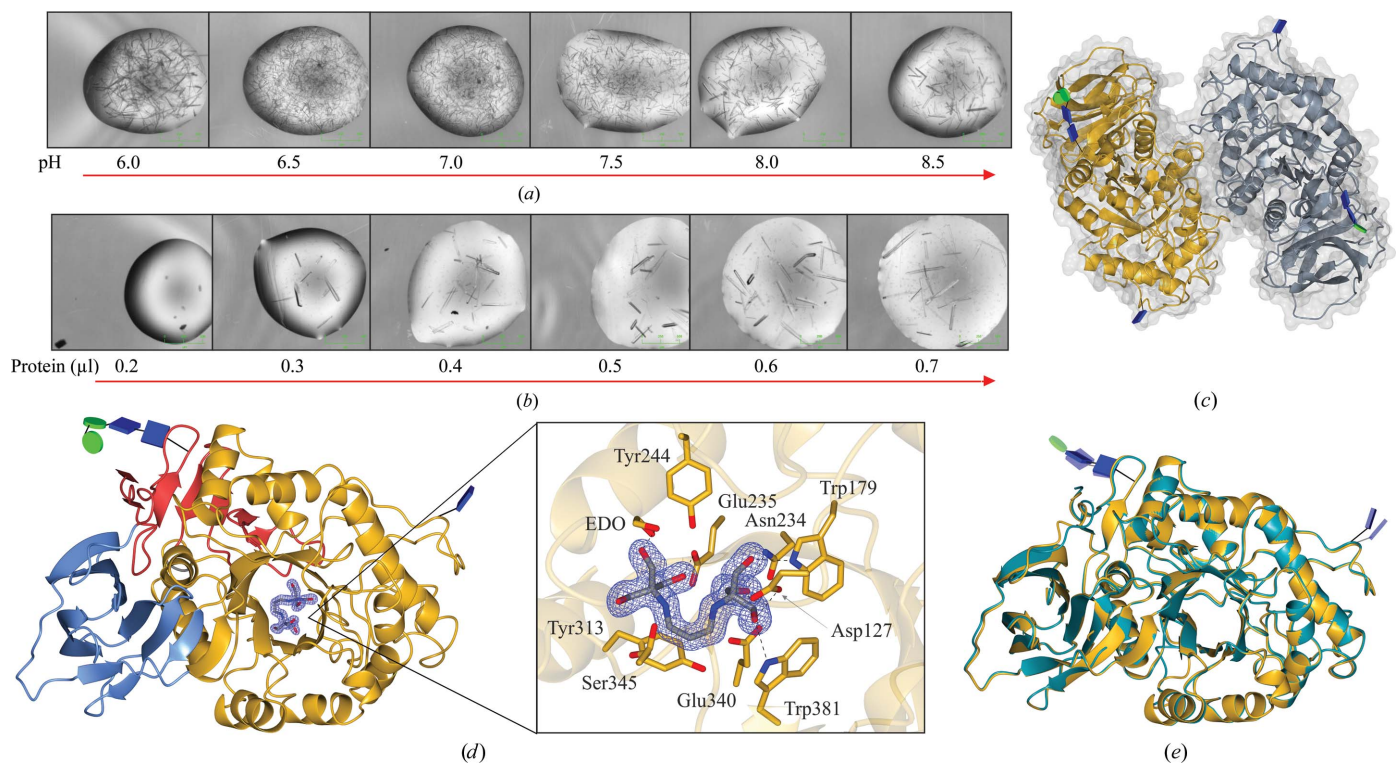 pH 6.0 6.5 7.0 7.5 8.0 8.5
(a)
Protein (µl) 0.2 0.3 0.4 0.5 0.6 0.7
(b)
(c)
Tyr244
Glu235
Trp179
EDO
Asn234
Tyr313
Asp127
Ser345
Glu340
Trp381
(d)
(e)